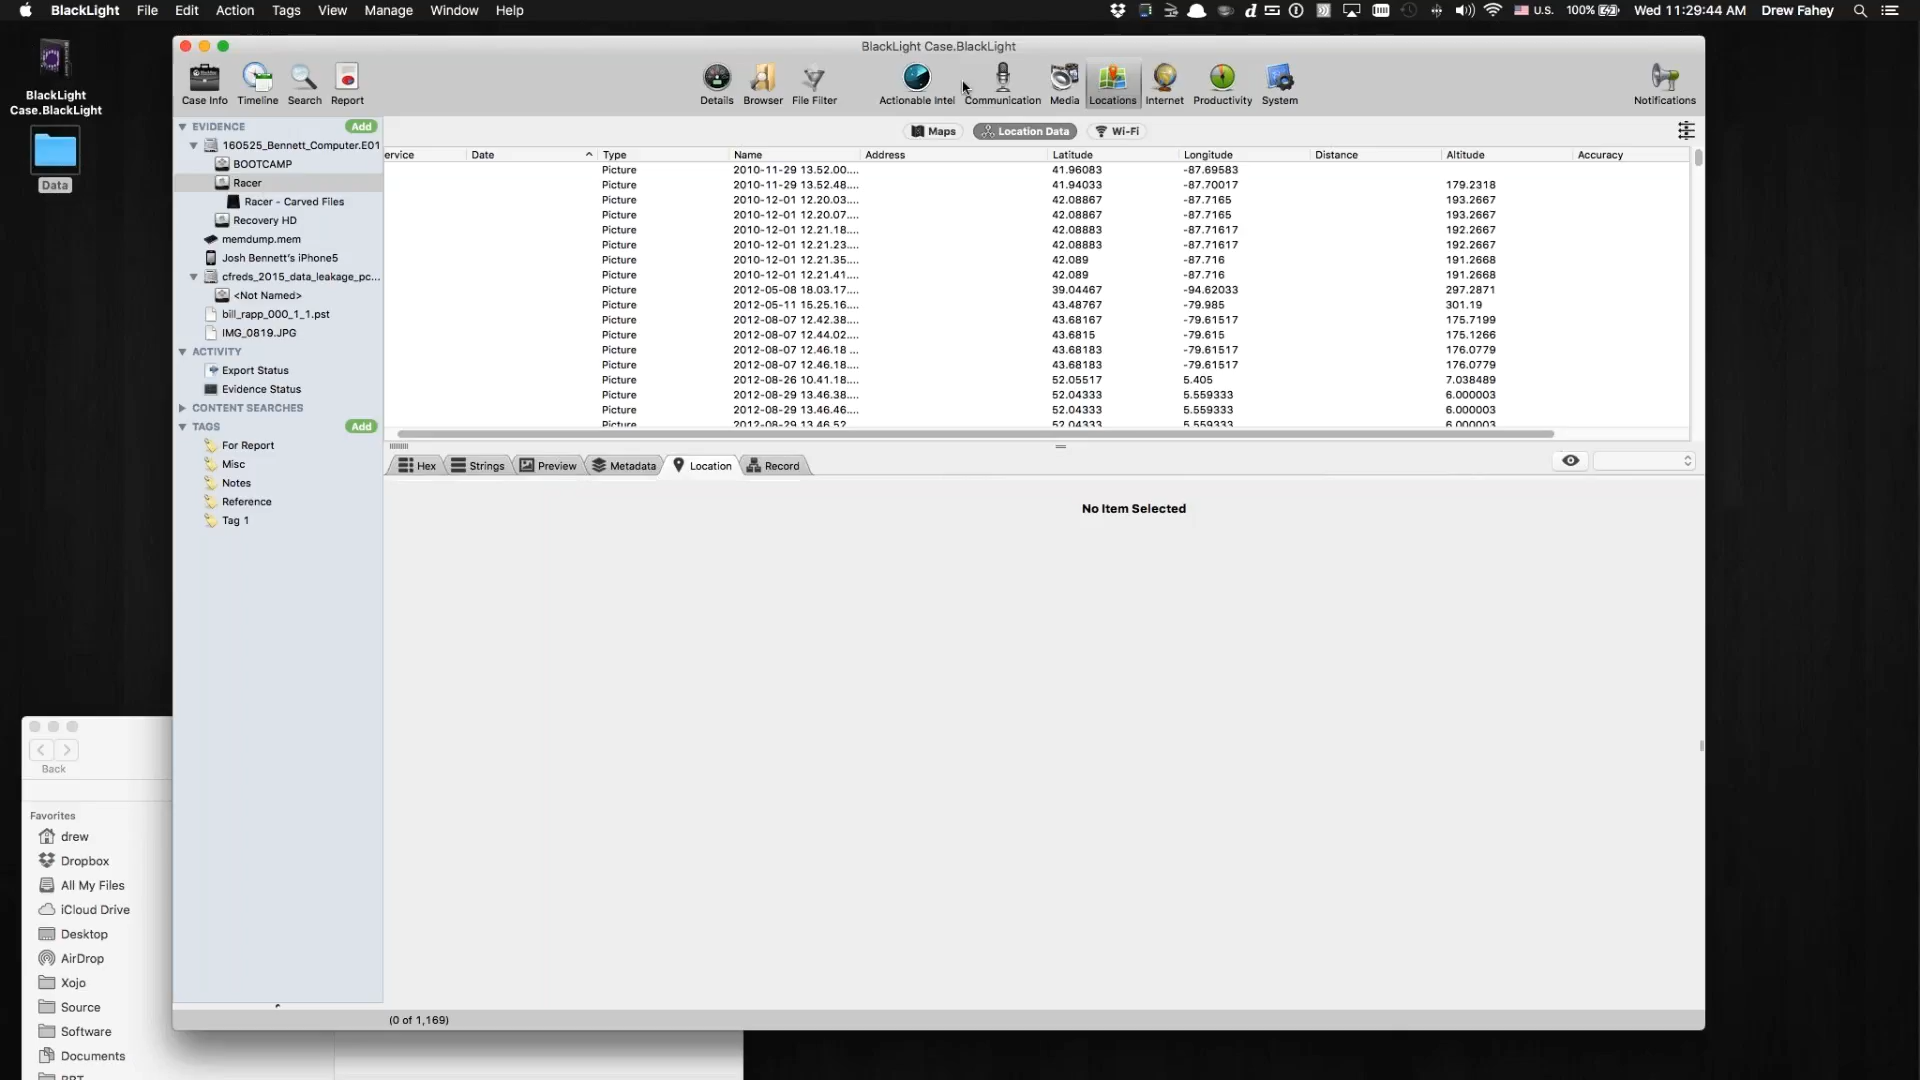 BlackLight File Edit Action Tags View Manage Window Help U.S. 100% Wed 11:29:44 AM Drew Fahey
BlackLight Case.BlackLight
Data
BlackLight Case.BlackLight
Case Info Timeline Search Report Details Browser File Filter Actionable Intel Communication Media Locations Internet Productivity System Notifications
EVIDENCE Add
160525_Bennett_Computer.E01
BOOTCAMP
Racer
Racer - Carved Files
Recovery HD
memdump.mem
Josh Bennett's iPhone5
cfreds_2015_data_leakage_pc...
<Not Named>
bill_rapp_000_1_1.pst
IMG_0819.JPG
ACTIVITY
Export Status
Evidence Status
CONTENT SEARCHES
TAGS Add
For Report
Misc
Notes
Reference
Tag 1
Maps Location Data Wi-Fi
ervice Date Type Name Address Latitude Longitude Distance Altitude Accuracy
Picture 2010-11-29 13.52.00.... 41.96083 -87.69583
Picture 2010-11-29 13.52.48.... 41.94033 -87.70017 179.2318
Picture 2010-12-01 12.20.03.... 42.08867 -87.7165 193.2667
Picture 2010-12-01 12.20.07.... 42.08867 -87.7165 193.2667
Picture 2010-12-01 12.21.18.... 42.08883 -87.71617 192.2667
Picture 2010-12-01 12.21.23.... 42.08883 -87.71617 192.2667
Picture 2010-12-01 12.21.35.... 42.089 -87.716 191.2668
Picture 2010-12-01 12.21.41.... 42.089 -87.716 191.2668
Picture 2012-05-08 18.03.17.... 39.04467 -94.62033 297.2871
Picture 2012-05-11 15.25.16.... 43.48767 -79.985 301.19
Picture 2012-08-07 12.42.38.... 43.68167 -79.61517 175.7199
Picture 2012-08-07 12.44.02.... 43.6815 -79.615 175.1266
Picture 2012-08-07 12.46.18 ... 43.68183 -79.61517 176.0779
Picture 2012-08-07 12.46.18.... 43.68183 -79.61517 176.0779
Picture 2012-08-26 10.41.18.... 52.05517 5.405 7.038489
Picture 2012-08-29 13.46.38.... 52.04333 5.559333 6.000003
Picture 2012-08-29 13.46.46.... 52.04333 5.559333 6.000003
Picture 2012-08-29 13.46.52 52.04333 5.559333 6.000003
Hex Strings Preview Metadata Location Record
No Item Selected
(0 of 1,169)
Back
Favorites
drew
Dropbox
All My Files
iCloud Drive
Desktop
AirDrop
Xojo
Source
Software
Documents